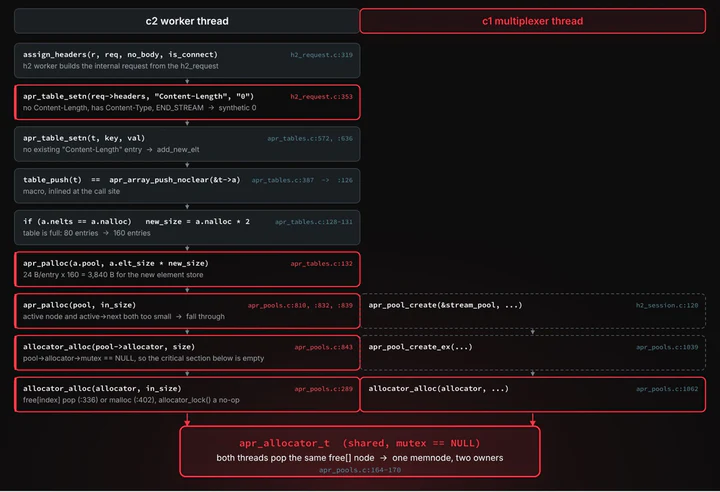 c2 worker thread
c1 multiplexer thread
assign_headers(r, req, no_body, is_connect) h2_request.c:319
h2 worker builds the internal request from the h2_request
apr_table_setn(req->headers, "Content-Length", "0") h2_request.c:353
no Content-Length, has Content-Type, END_STREAM → synthetic 0
apr_table_setn(t, key, val) apr_tables.c:572, :636
no existing "Content-Length" entry → add_new_elt
table_push(t) == apr_array_push_noclear(&t->a) apr_tables.c:387 -> :126
macro, inlined at the call site
if (a.nelts == a.nalloc) new_size = a.nalloc * 2 apr_tables.c:128-131
table is full: 80 entries → 160 entries
apr_palloc(a.pool, a.elt_size * new_size) apr_tables.c:132
24 B/entry x 160 = 3,840 B for the new element store
apr_palloc(pool, in_size) apr_pools.c:810, :832, :839
active node and active→next both too small → fall through
apr_pool_create(&stream_pool, ...) h2_session.c:120
allocator_alloc(pool->allocator, size) apr_pools.c:843
pool→allocator→mutex == NULL, so the critical section below is empty
apr_pool_create_ex(...) apr_pools.c:1039
allocator_alloc(allocator, in_size) apr_pools.c:289
free[index] pop (:336) or malloc (:402), allocator_lock() a no-op
allocator_alloc(allocator, ...) apr_pools.c:1062
apr_allocator_t (shared, mutex == NULL)
both threads pop the same free[] node → one memnode, two owners
apr_pools.c:164-170